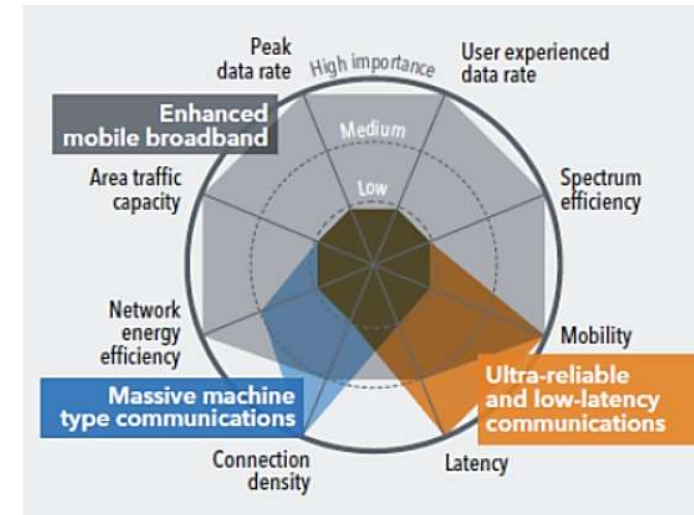 Peak
data rate
High importance
User experienced
data rate
Enhanced
mobile broadband
Medium
Area traffic
capacity
Low
Spectrum
efficiency
Network
energy
efficiency
Mobility
Massive machine
type communications
Ultra-reliable
and low-latency
communications
Connection
density
Latency